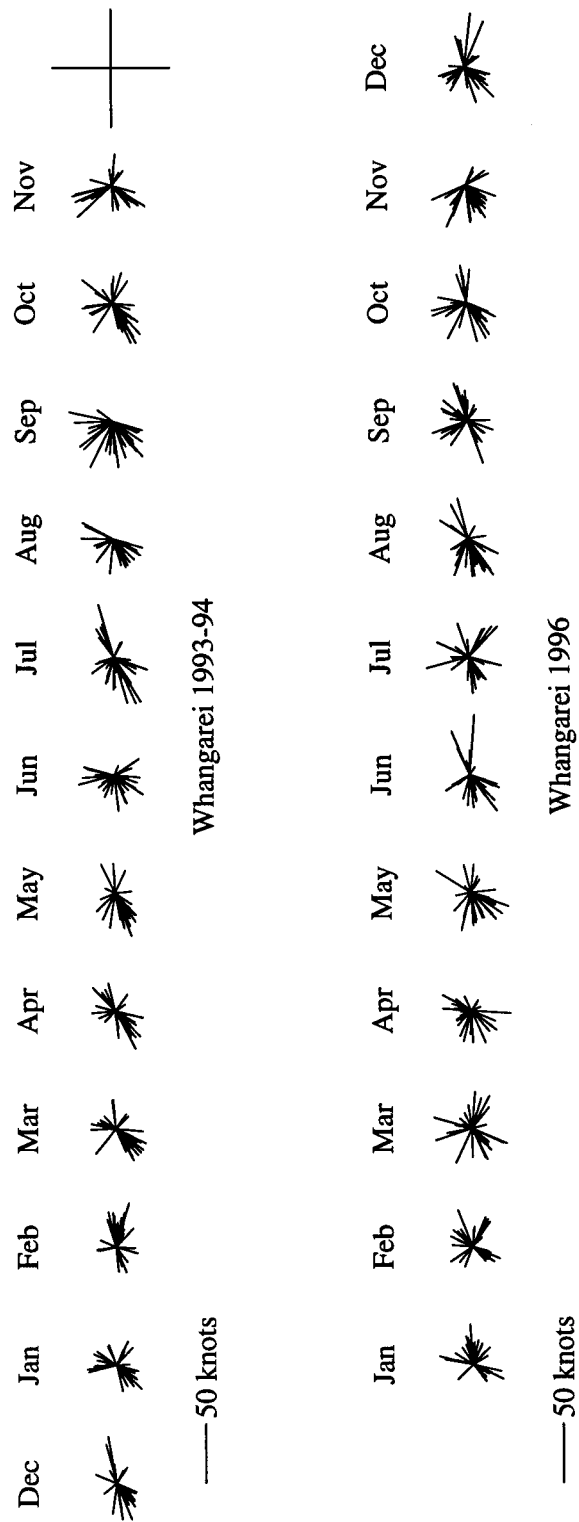 Dec Jan Feb Mar Apr May Jun Jul Aug Sep Oct Nov
50 knots
Whangarei 1993-94
Jan Feb Mar Apr May Jun Jul Aug Sep Oct Nov Dec
50 knots
Whangarei 1996